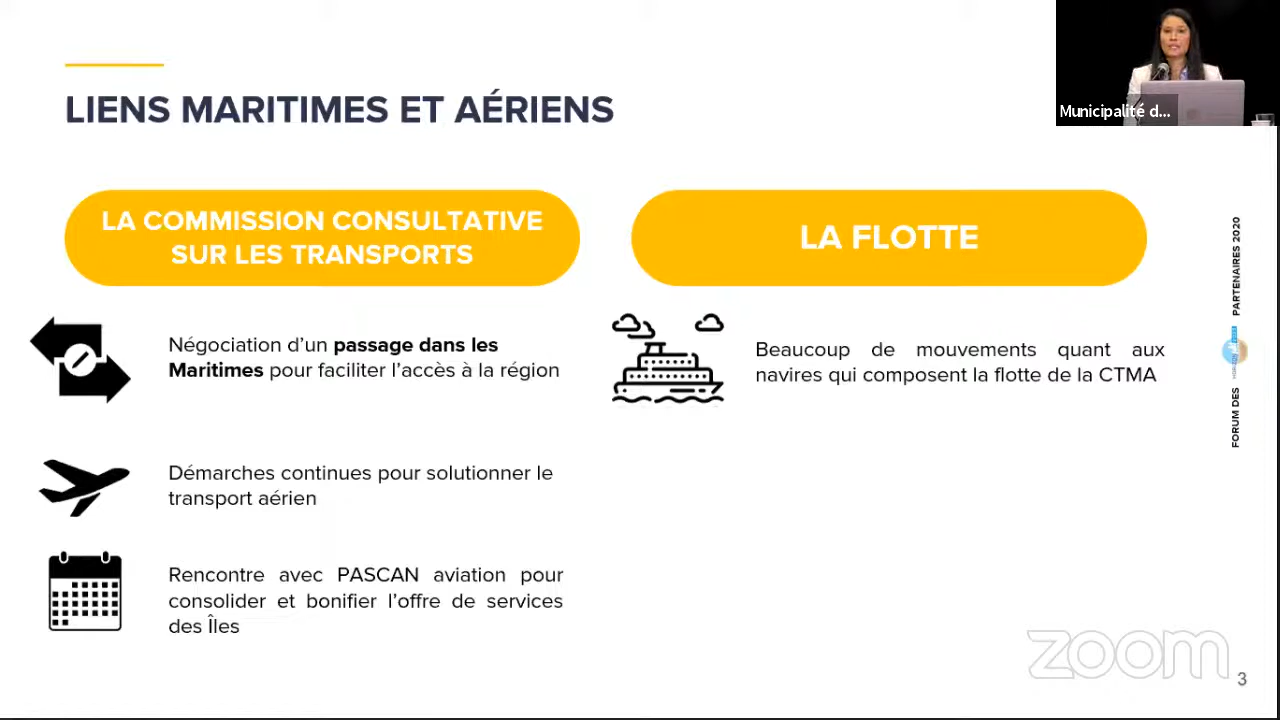 LIENS MARITIMES ET AÉRIENS
Municipalité d...
LA COMMISSION CONSULTATIVE
SUR LES TRANSPORTS
LA FLOTTE
Négociation d’un passage dans les
Maritimes pour faciliter l’accès à la région
Démarches continues pour solutionner le
transport aérien
Rencontre avec PASCAN aviation pour
consolider et bonifier l’offre de services
des Îles
Beaucoup de mouvements quant aux
navires qui composent la flotte de la CTMA
FORUM DES
PARTENAIRES 2020
zoom
3